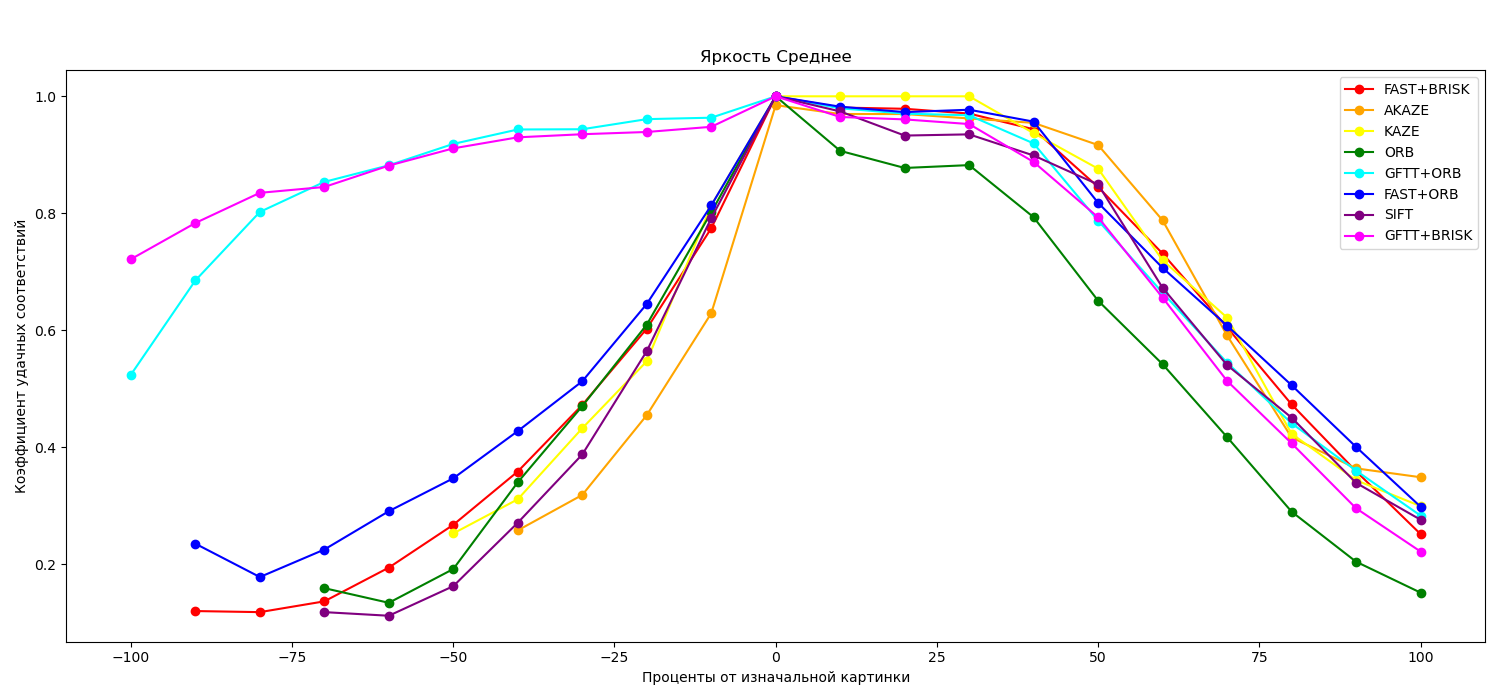 Яркость Среднее
FAST+BRISK
AKAZE
KAZE
ORB
GFTT+ORB
FAST+ORB
SIFT
GFTT+BRISK
Коэффициент удачных соответствий
1.0
0.8
0.6
0.4
0.2
−100 −75 −50 −25 0 25 50 75 100
Проценты от изначальной картинки